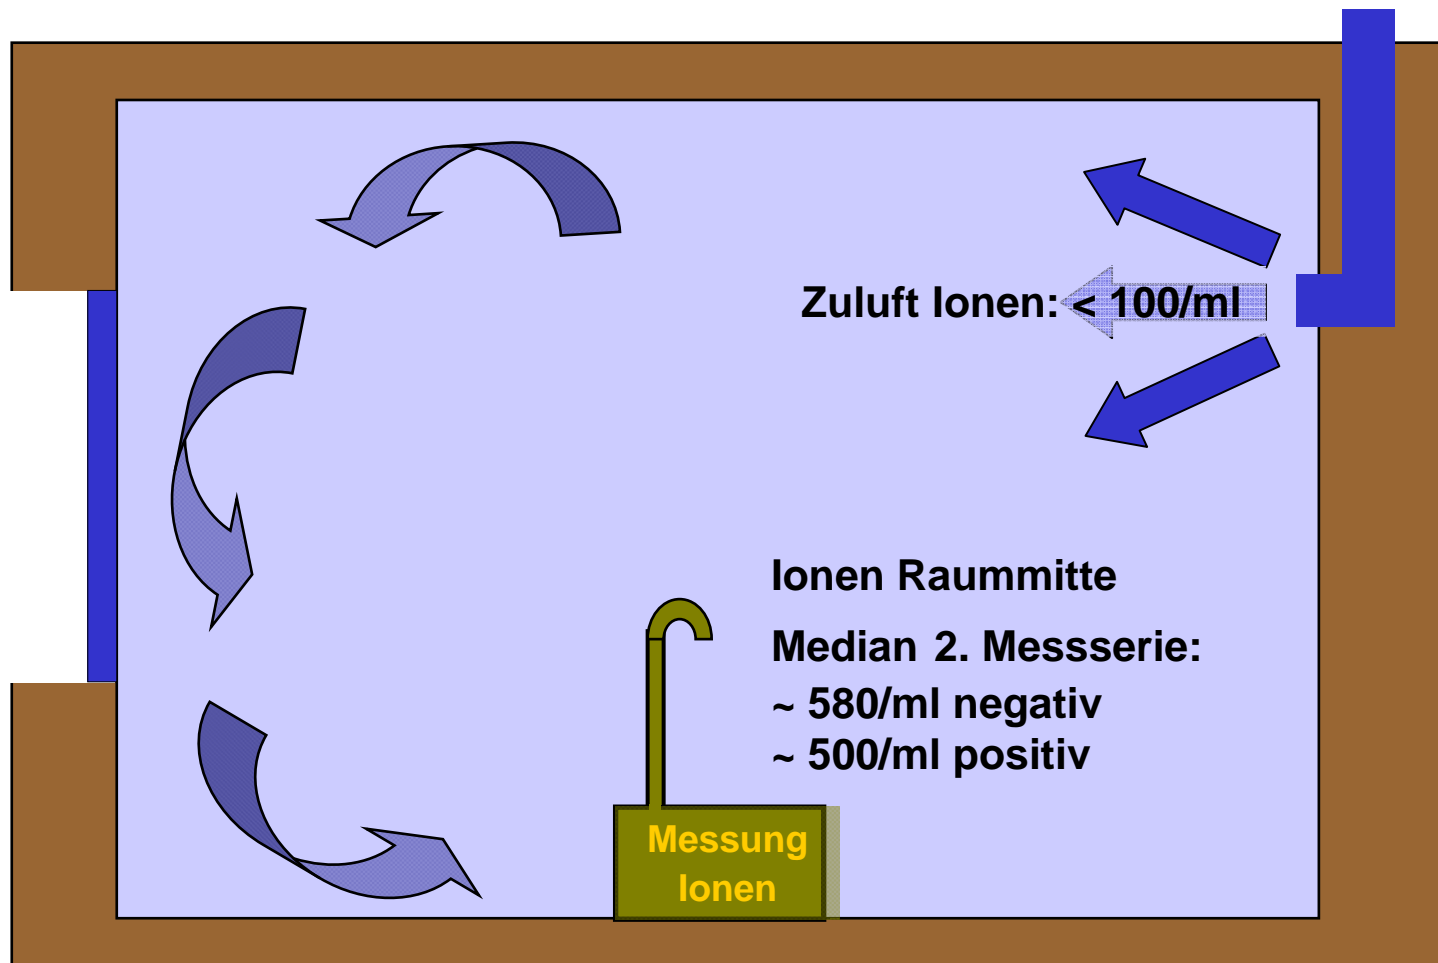 Zuluft Ionen: < 100/ml
Ionen Raummitte
Median 2. Messserie:
~ 580/ml negativ
~ 500/ml positiv
Messung
Ionen